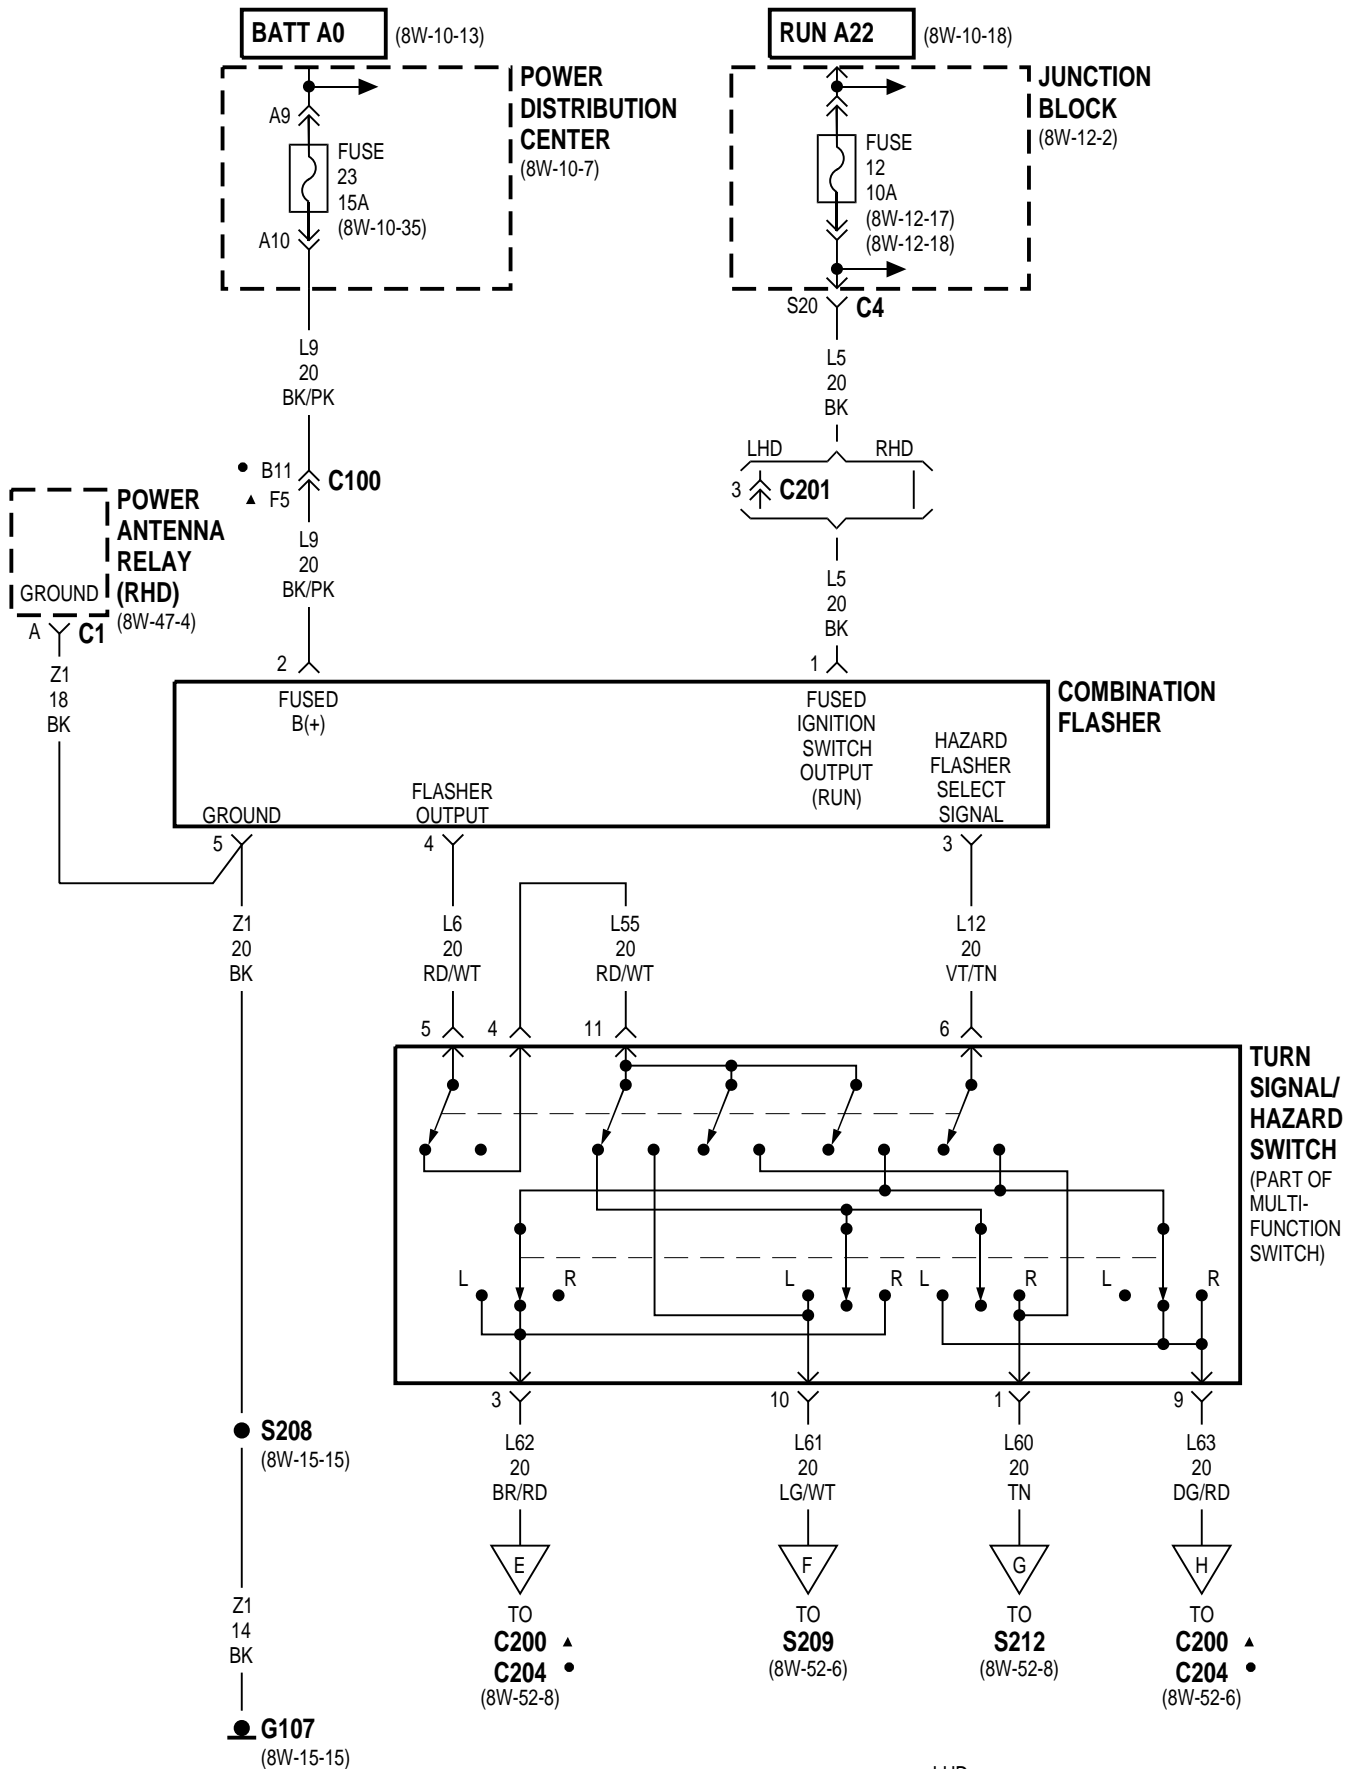 BATT A0
(8W-10-13)
RUN A22
(8W-10-18)
POWER
DISTRIBUTION
CENTER
(8W-10-7)
A9
FUSE
23
15A
(8W-10-35)
A10
JUNCTION
BLOCK
(8W-12-2)
FUSE
12
10A
(8W-12-17)
(8W-12-18)
S20
C4
L9
20
BK/PK
L5
20
BK
LHD
RHD
B11
F5
C100
3
C201
POWER
ANTENNA
RELAY
(RHD)
(8W-47-4)
GROUND
A
C1
L9
20
BK/PK
L5
20
BK
Z1
18
BK
2
1
COMBINATION
FLASHER
FUSED
B(+)
FUSED
IGNITION
SWITCH
OUTPUT
(RUN)
HAZARD
FLASHER
SELECT
SIGNAL
FLASHER
OUTPUT
GROUND
5
4
3
Z1
20
BK
L6
20
RD/WT
L55
20
RD/WT
L12
20
VT/TN
5
4
11
6
TURN
SIGNAL/
HAZARD
SWITCH
(PART OF
MULTI-
FUNCTION
SWITCH)
L
R
L
R
L
R
L
R
3
10
1
9
S208
(8W-15-15)
L62
20
BR/RD
L61
20
LG/WT
L60
20
TN
L63
20
DG/RD
E
F
G
H
Z1
14
BK
TO
C200
C204
(8W-52-8)
TO
S209
(8W-52-6)
TO
S212
(8W-52-8)
TO
C200
C204
(8W-52-6)
G107
(8W-15-15)
LHD